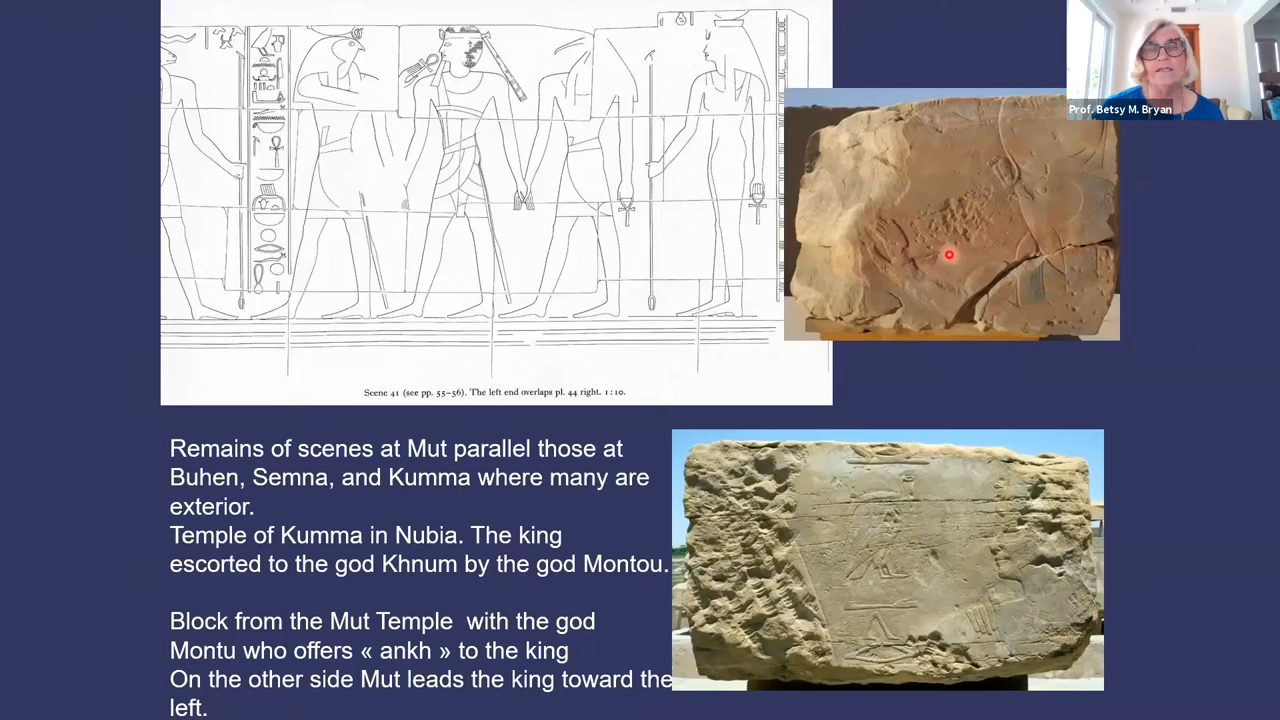 Prof. Betsy M. Bryan
Scene 41 (see pp. 55–56). The left end overlaps pl. 44 right. 1:10.
Remains of scenes at Mut parallel those at
Buhen, Semna, and Kumma where many are
exterior.
Temple of Kumma in Nubia. The king
escorted to the god Khnum by the god Montou.
Block from the Mut Temple  with the god
Montu who offers « ankh » to the king
On the other side Mut leads the king toward the
left.